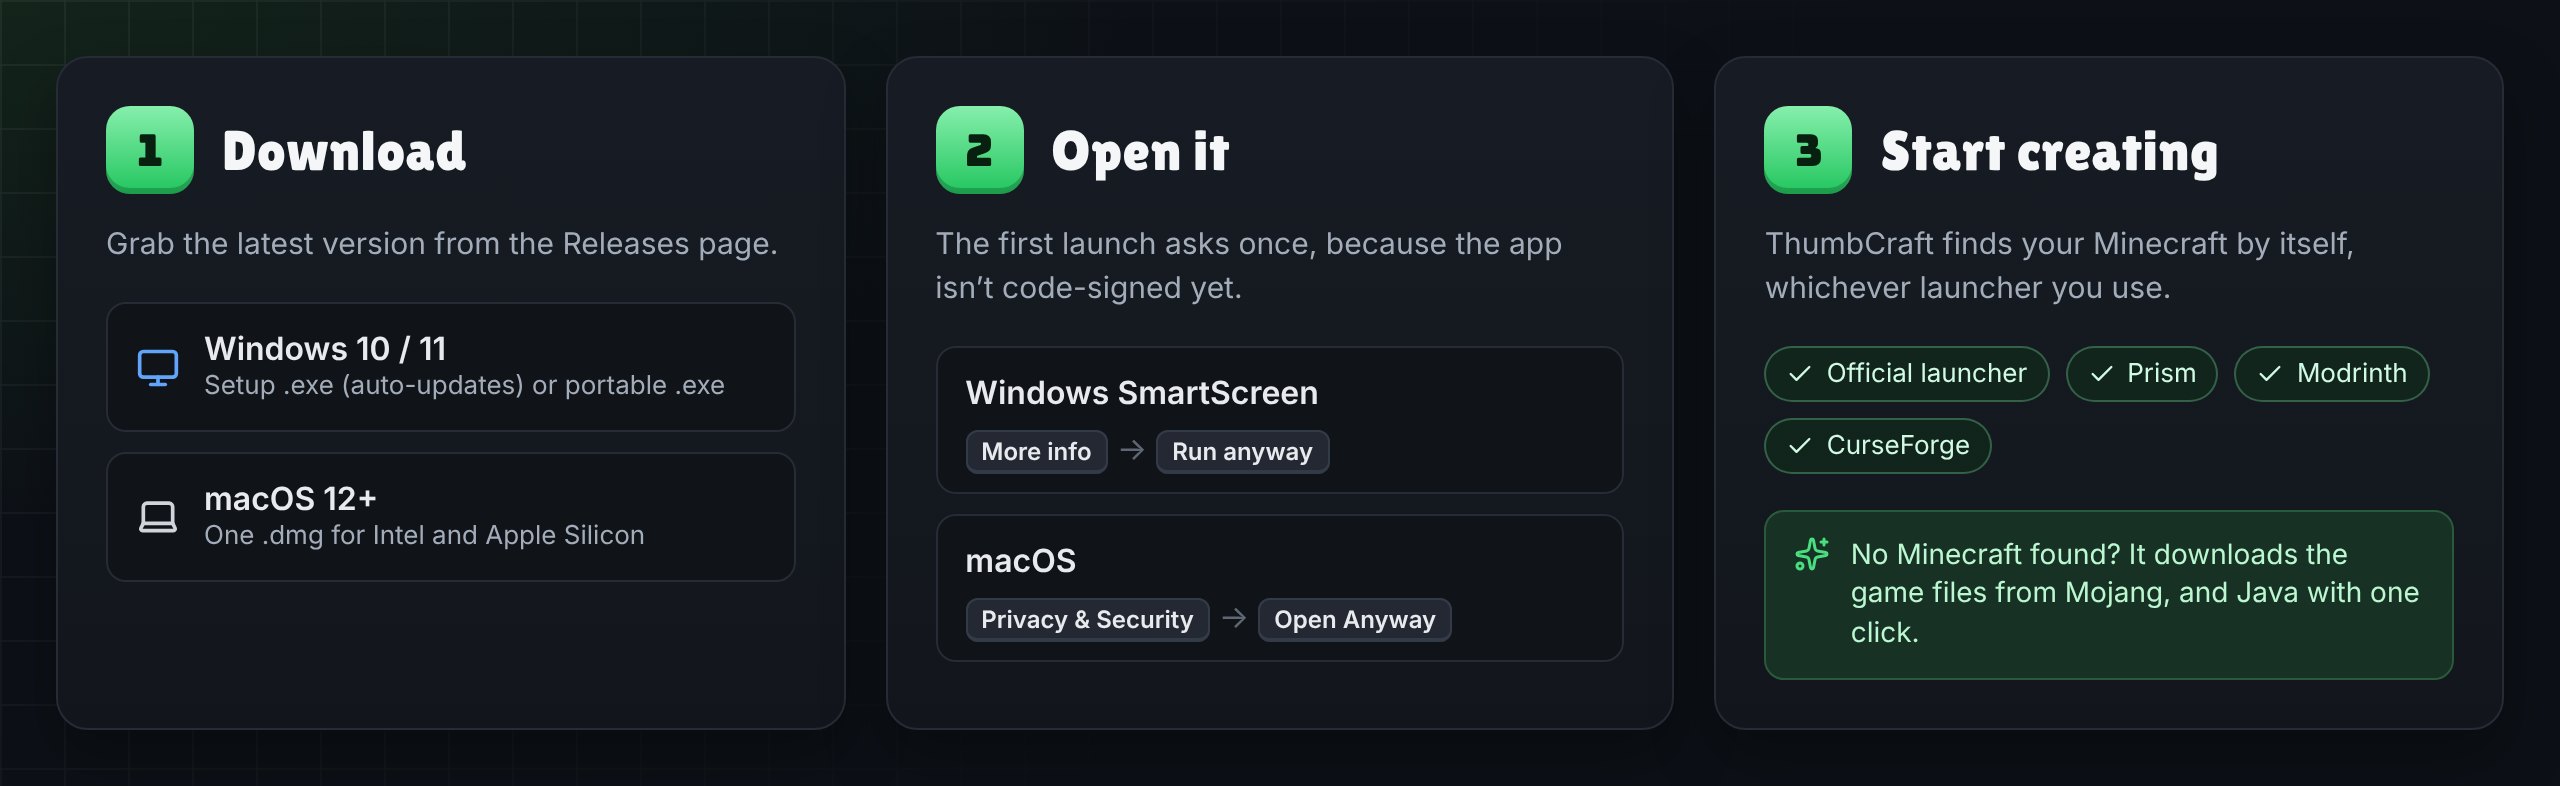 1 Download
Grab the latest version from the Releases page.
Windows 10 / 11
Setup .exe (auto-updates) or portable .exe
macOS 12+
One .dmg for Intel and Apple Silicon
2 Open it
The first launch asks once, because the app
isn’t code-signed yet.
Windows SmartScreen
More info → Run anyway
macOS
Privacy & Security → Open Anyway
3 Start creating
ThumbCraft finds your Minecraft by itself,
whichever launcher you use.
✓ Official launcher ✓ Prism ✓ Modrinth
✓ CurseForge
No Minecraft found? It downloads the
game files from Mojang, and Java with one
click.